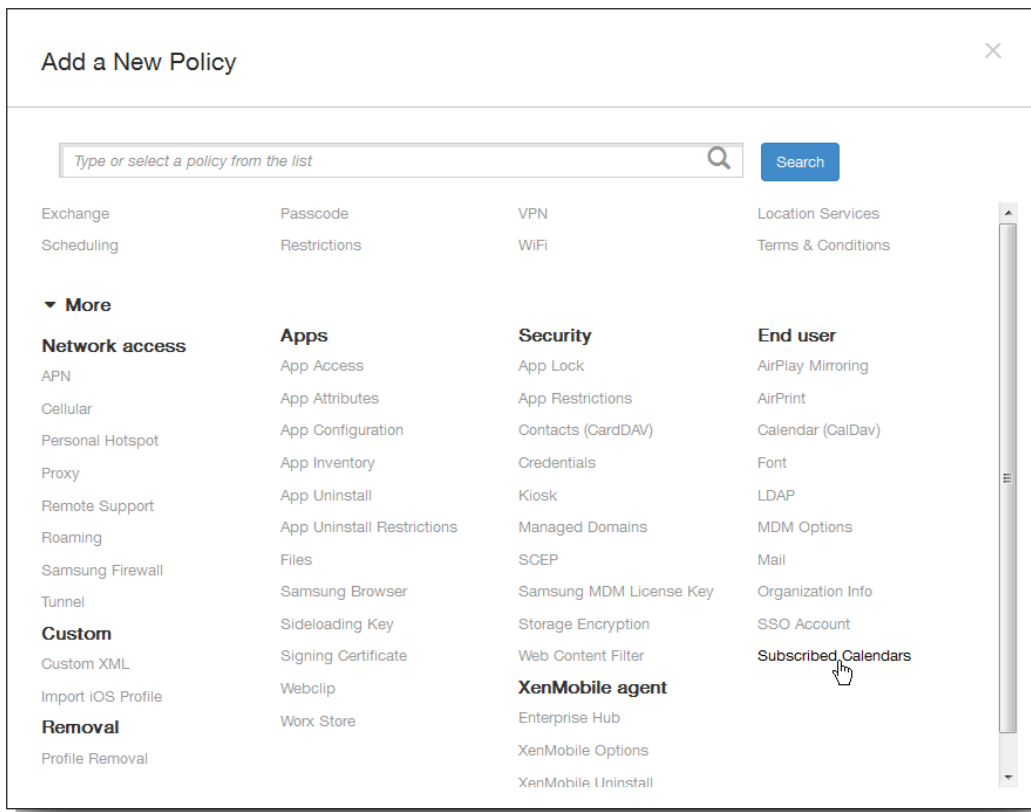 Add a New Policy
Type or select a policy from the list
Search
Exchange
Passcode
VPN
Location Services
Scheduling
Restrictions
WiFi
Terms & Conditions
More
Network access
APN
Cellular
Personal Hotspot
Proxy
Remote Support
Roaming
Samsung Firewall
Tunnel
Custom
Custom XML
Import iOS Profile
Removal
Profile Removal
Apps
App Access
App Attributes
App Configuration
App Inventory
App Uninstall
App Uninstall Restrictions
Files
Samsung Browser
Sideloading Key
Signing Certificate
Webclip
Worx Store
Security
App Lock
App Restrictions
Contacts (CardDAV)
Credentials
Kiosk
Managed Domains
SCEP
Samsung MDM License Key
Storage Encryption
Web Content Filter
XenMobile agent
Enterprise Hub
XenMobile Options
XenMobile Uninstall
End user
AirPlay Mirroring
AirPrint
Calendar (CalDav)
Font
LDAP
MDM Options
Mail
Organization Info
SSO Account
Subscribed Calendars